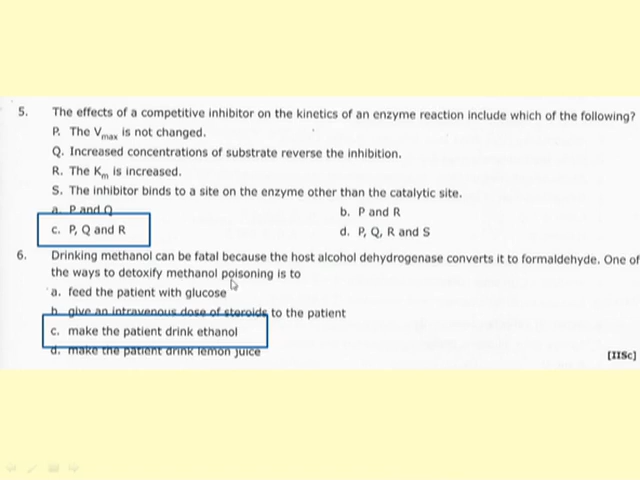 5. The effects of a competitive inhibitor on the kinetics of an enzyme reaction include which of the following?
P. The Vmax is not changed.
Q. Increased concentrations of substrate reverse the inhibition.
R. The Km is increased.
S. The inhibitor binds to a site on the enzyme other than the catalytic site.
a. P and Q b. P and R
c. P, Q and R d. P, Q, R and S
6. Drinking methanol can be fatal because the host alcohol dehydrogenase converts it to formaldehyde. One of
the ways to detoxify methanol poisoning is to
a. feed the patient with glucose
b. give an intravenous dose of steroids to the patient
c. make the patient drink ethanol
d. make the patient drink lemon juice
[IISc]